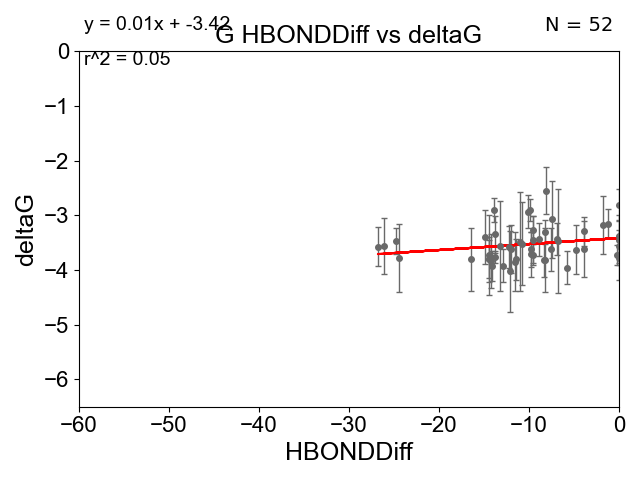 y = 0.01x + -3.42
N = 52
G HBONDDiff vs deltaG
r^2 = 0.05
0
−1
−2
−3
−4
−5
−6
deltaG
−60 −50 −40 −30 −20 −10 0
HBONDDiff